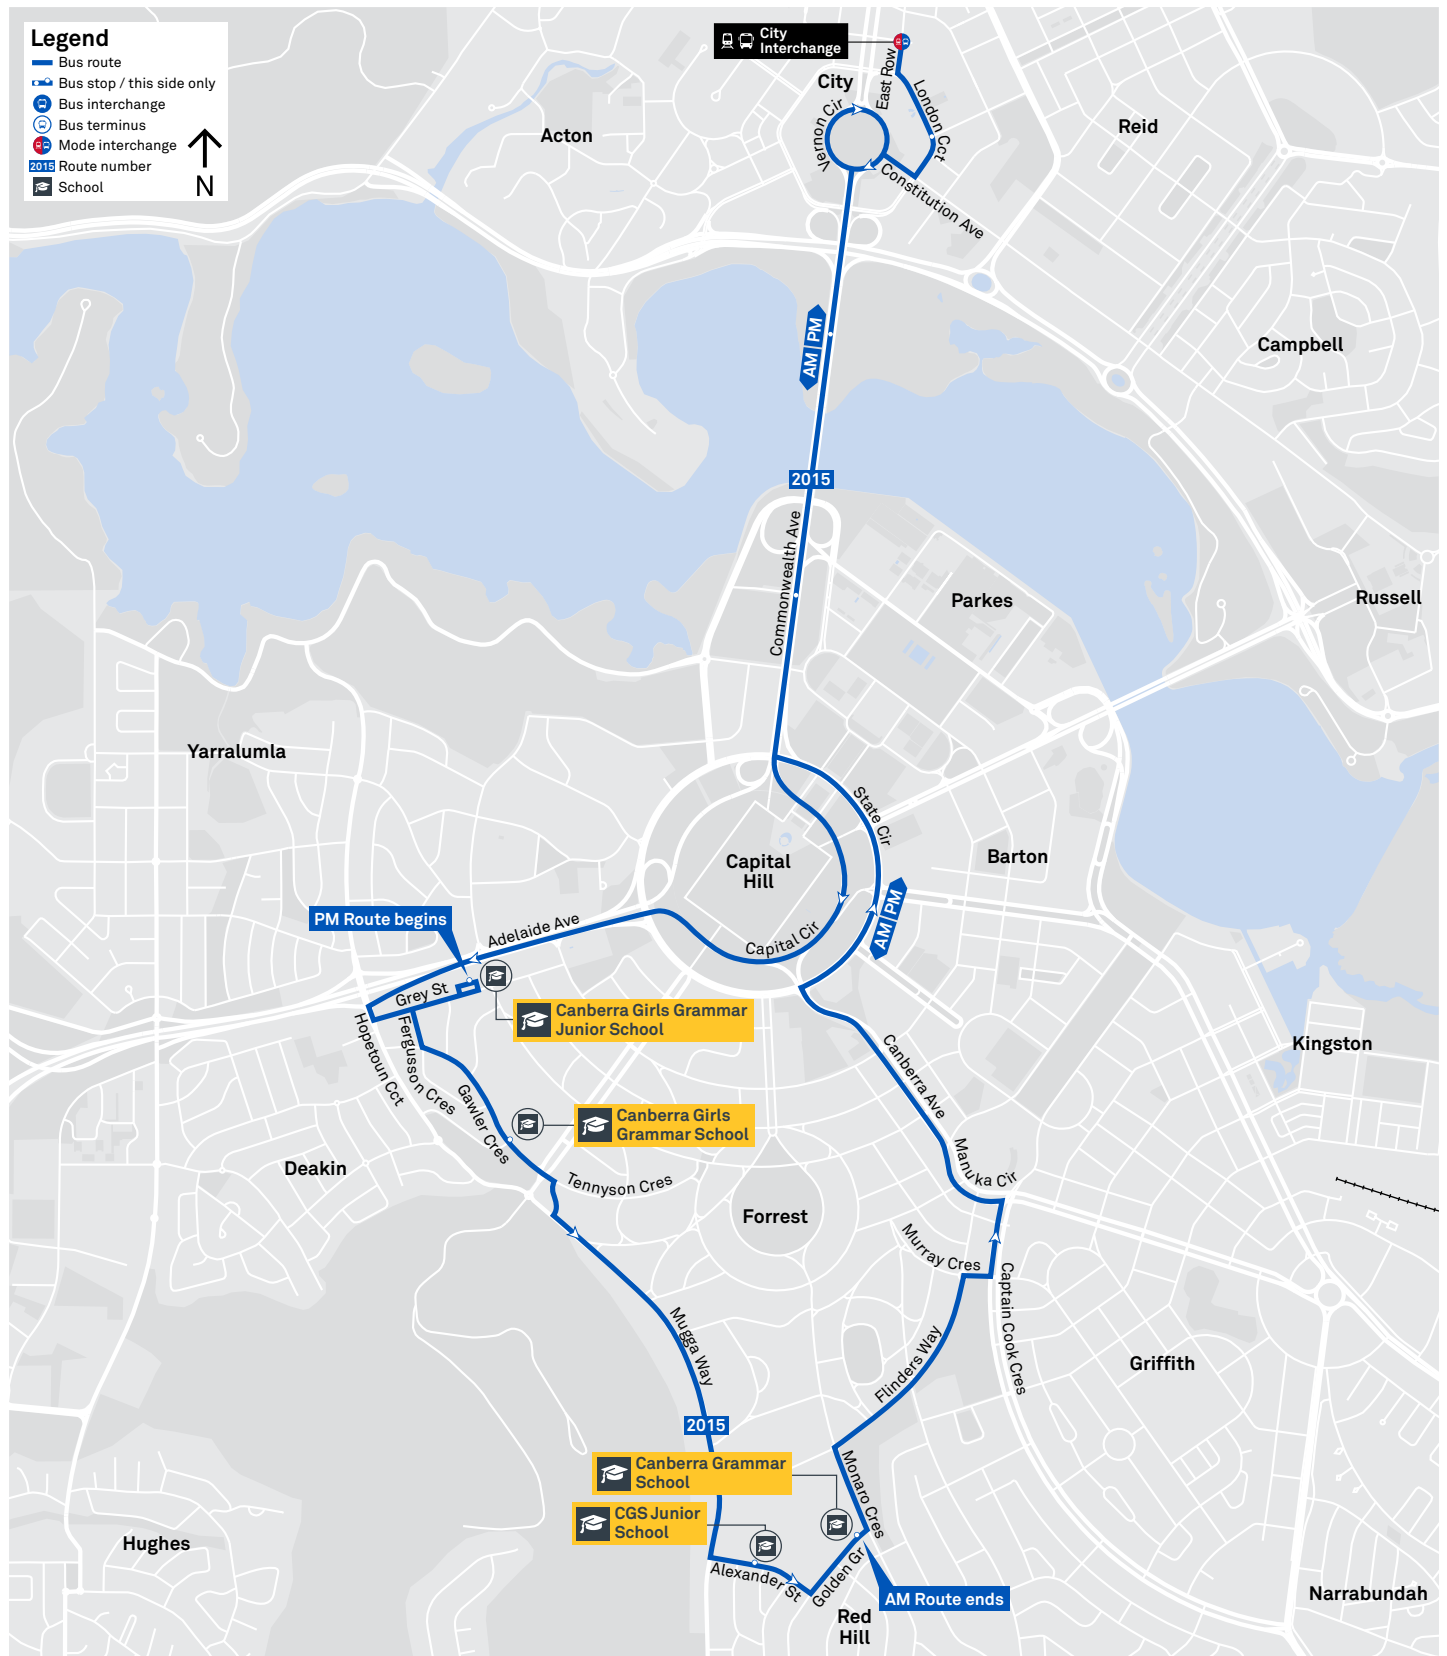 Legend
Bus route
Bus stop / this side only
Bus interchange
Bus terminus
Mode interchange
2015 Route number
School
N
City
Interchange
City
East Row
London Cct
Vernon Cir
Constitution Ave
Acton
Reid
Campbell
AM | PM
2015
Commonwealth Ave
Parkes
Russell
Yarralumla
State Cir
Barton
Capital
Hill
AM | PM
Capital Cir
PM Route begins
Adelaide Ave
Grey St
Canberra Girls Grammar
Junior School
Hopetoun Cct
Fergusson Cres
Gawler Cres
Canberra Ave
Kingston
Canberra Girls
Grammar School
Deakin
Tennyson Cres
Manuka Cir
Forrest
Murray Cres
Captain Cook Cres
Mugga Way
Flinders Way
Griffith
2015
Canberra Grammar
School
Monaro Cres
CGS Junior
School
Hughes
Alexander St
Golden Gr
AM Route ends
Red
Hill
Narrabundah